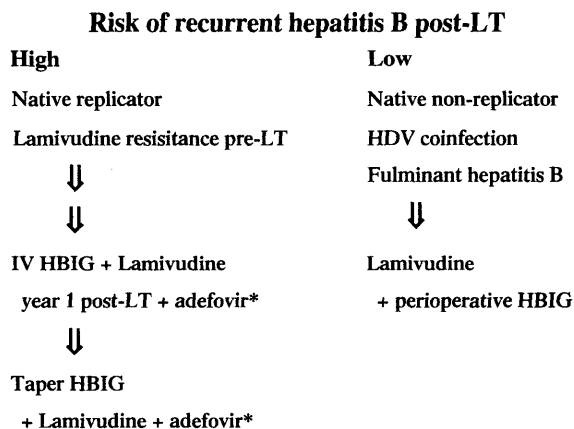 Risk of recurrent hepatitis B post-LT
High
Native replicator
Lamivudine resisitance pre-LT
⇓
⇓
IV HBIG + Lamivudine
year 1 post-LT + adefovir*
⇓
Taper HBIG
+ Lamivudine + adefovir*
Low
Native non-replicator
HDV coinfection
Fulminant hepatitis B
⇓
Lamivudine
+ perioperative HBIG